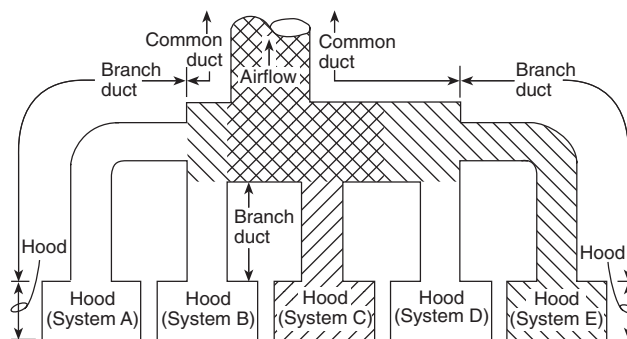 Common
duct
Airflow
Common
duct
Branch
duct
Branch
duct
Branch
duct
Hood
Hood
Hood
(System A)
Hood
(System B)
Hood
(System C)
Hood
(System D)
Hood
(System E)